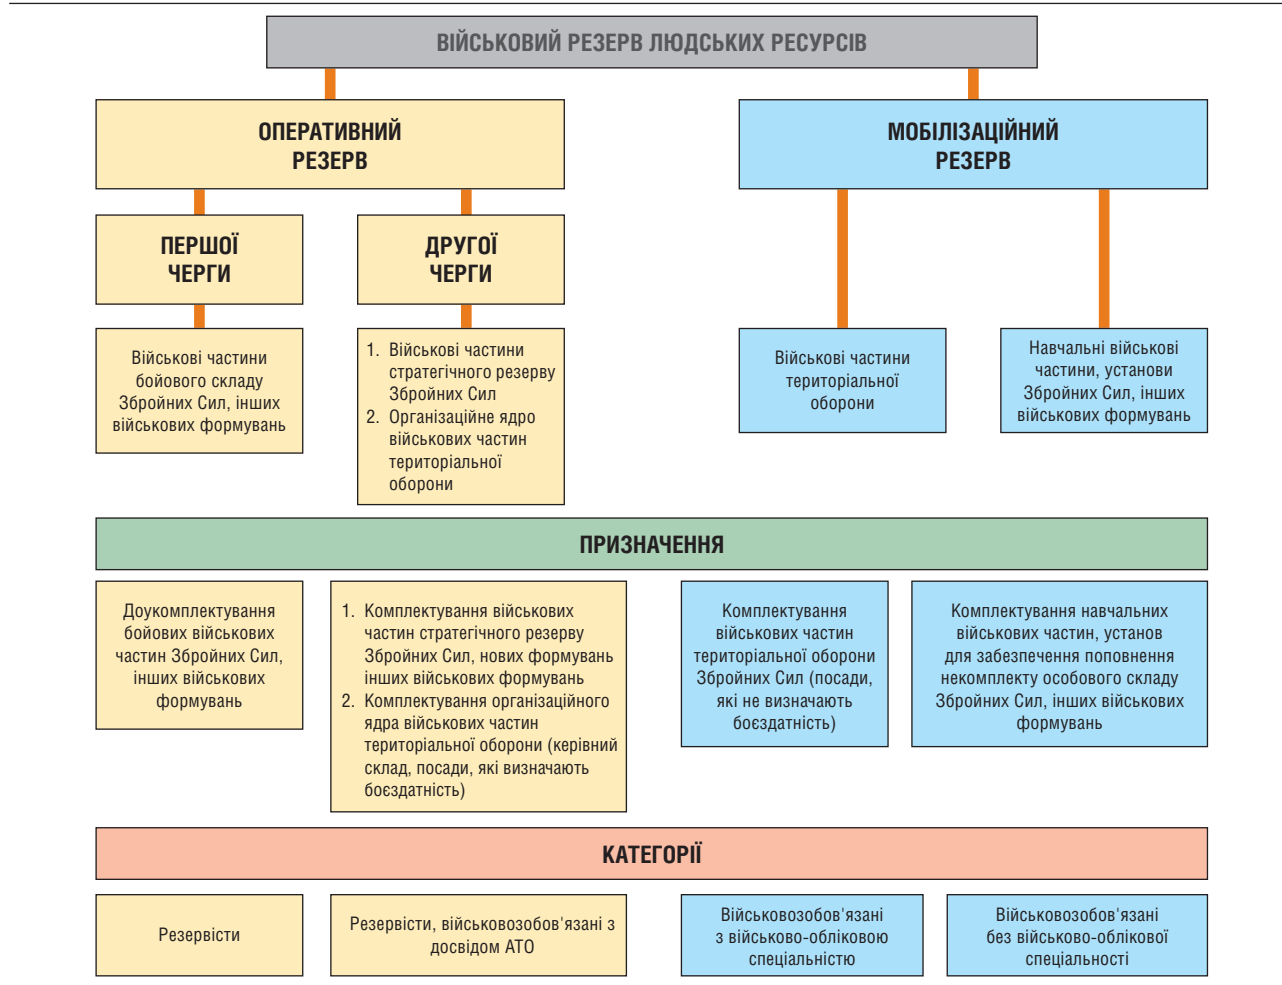 ВІЙСЬКОВИЙ РЕЗЕРВ ЛЮДСЬКИХ РЕСУРСІВ
ОПЕРАТИВНИЙ
РЕЗЕРВ
МОБІЛІЗАЦІЙНИЙ
РЕЗЕРВ
ПЕРШОЇ
ЧЕРГИ
ДРУГОЇ
ЧЕРГИ
Військові частини
бойового складу
Збройних Сил, інших
військових формувань
1. Військові частини
стратегічного резерву
Збройних Сил
2. Організаційне ядро
військових частин
територіальної
оборони
Військові частини
територіальної
оборони
Навчальні військові
частини, установи
Збройних Сил, інших
військових формувань
ПРИЗНАЧЕННЯ
Доукомплектування
бойових військових
частин Збройних Сил,
інших військових
формувань
1. Комплектування військових
частин стратегічного резерву
Збройних Сил, нових формувань
інших військових формувань
2. Комплектування організаційного
ядра військових частин
територіальної оборони (керівний
склад, посади, які визначають
боєздатність)
Комплектування
військових частин
територіальної оборони
Збройних Сил (посади,
які не визначають
боєздатність)
Комплектування навчальних
військових частин, установ
для забезпечення поповнення
некомплекту особового складу
Збройних Сил, інших військових
формувань
КАТЕГОРІЇ
Резервісти
Резервісти, військовозобов'язані з
досвідом АТО
Військовозобов'язані
з військово-обліковою
спеціальністю
Військовозобов'язані
без військово-облікової
спеціальності